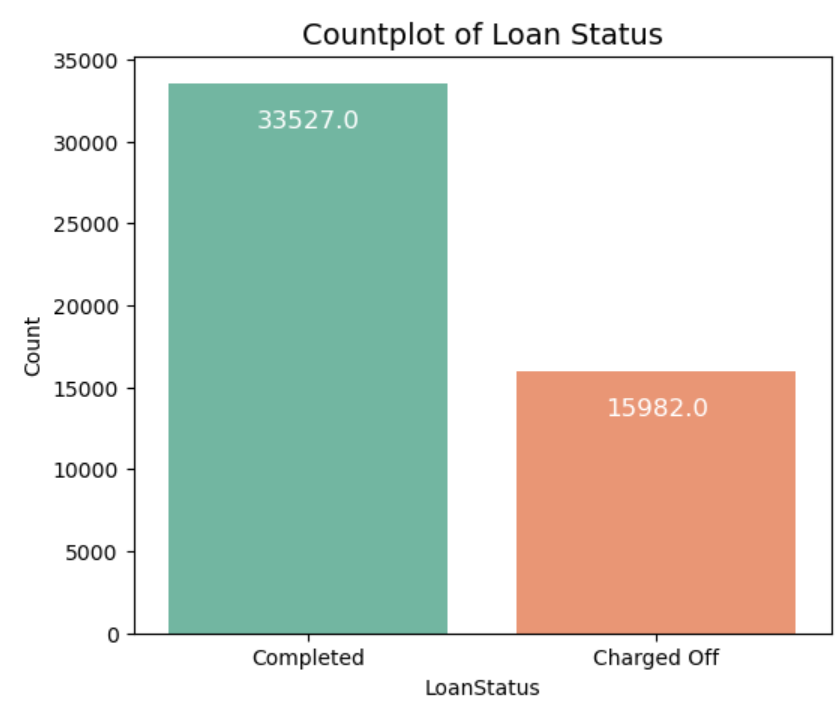 Countplot of Loan Status
35000
30000
25000
20000
15000
10000
5000
0
Count
33527.0
15982.0
Completed
Charged Off
LoanStatus